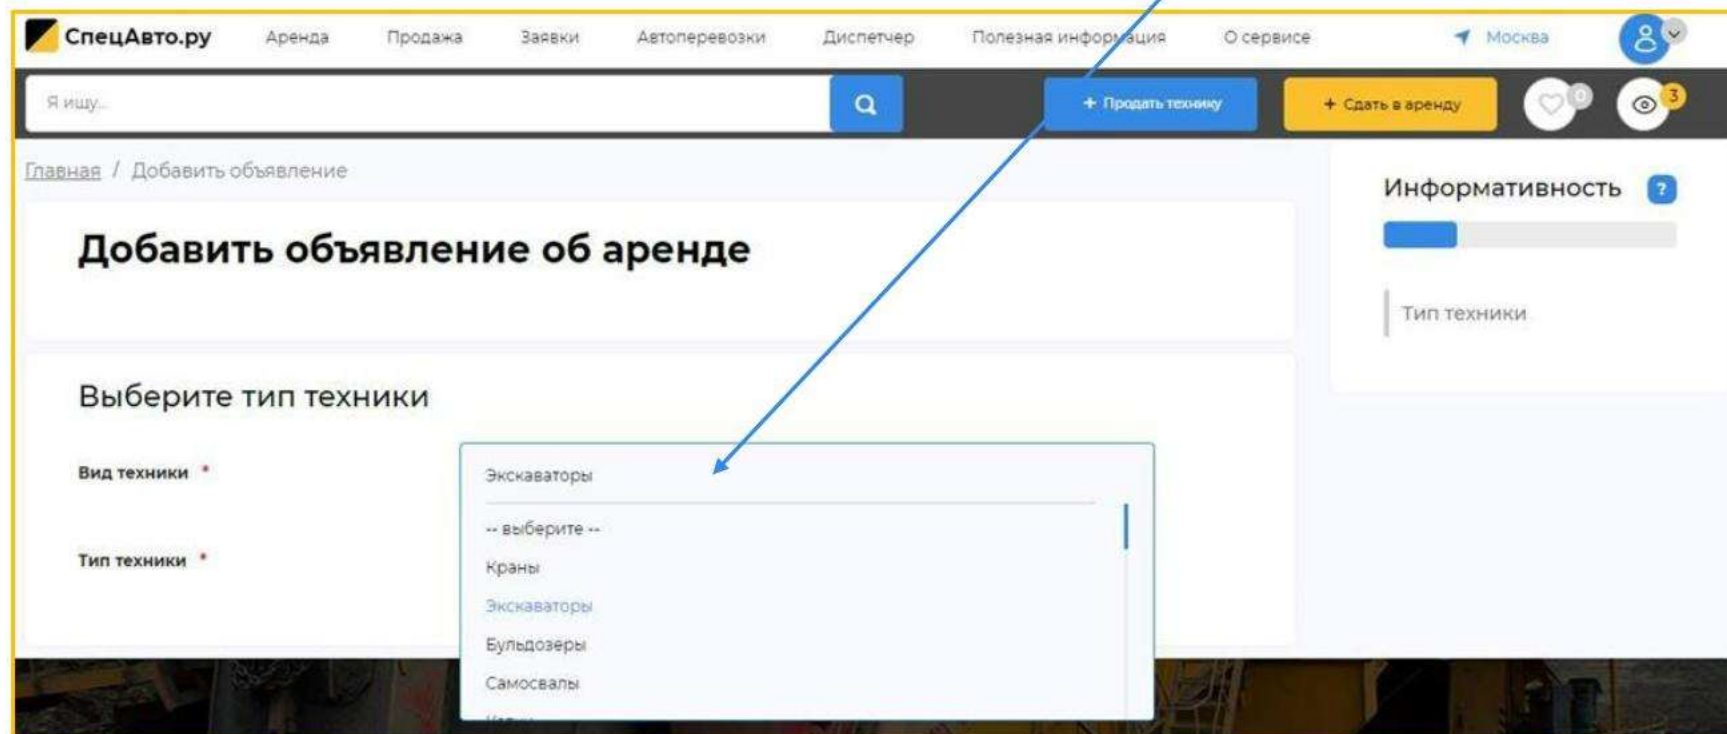 СпецАвто.ру Аренда Продажа Заявки Автоперевозки Диспетчер Полезная информация О сервисе Москва
Я ищу... + Продать технику + Сдать в аренду 0 3
Главная / Добавить объявление
Информативность ?
Добавить объявление об аренде
Тип техники
Выберите тип техники
Вид техники *
Экскаваторы
-- выберите --
Тип техники *
Краны
Экскаваторы
Бульдозеры
Самосвалы